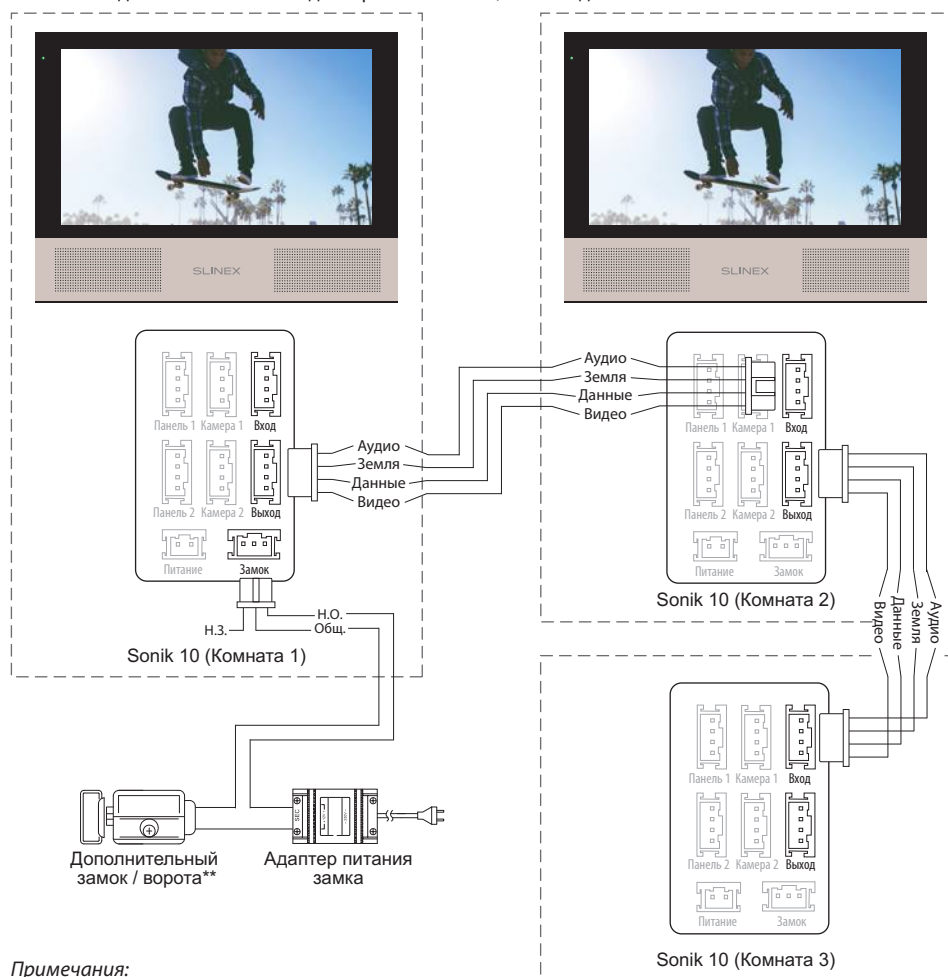 SLINEX
Панель 1 Камера 1 Вход
Панель 2 Камера 2 Выход
Питание Замок
Аудио
Земля
Данные
Видео
Н.О.
Н.З.
Общ.
Sonik 10 (Комната 1)
Дополнительный
замок / ворота**
SEC
Адаптер питания
замка
SLINEX
Аудио
Земля
Данные
Видео
Панель 1 Камера 1 Вход
Панель 2 Камера 2 Выход
Питание Замок
Sonik 10 (Комната 2)
Видео
Данные
Земля
Аудио
Панель 1 Камера 1 Вход
Панель 2 Камера 2 Выход
Питание Замок
Sonik 10 (Комната 3)
Примечания: